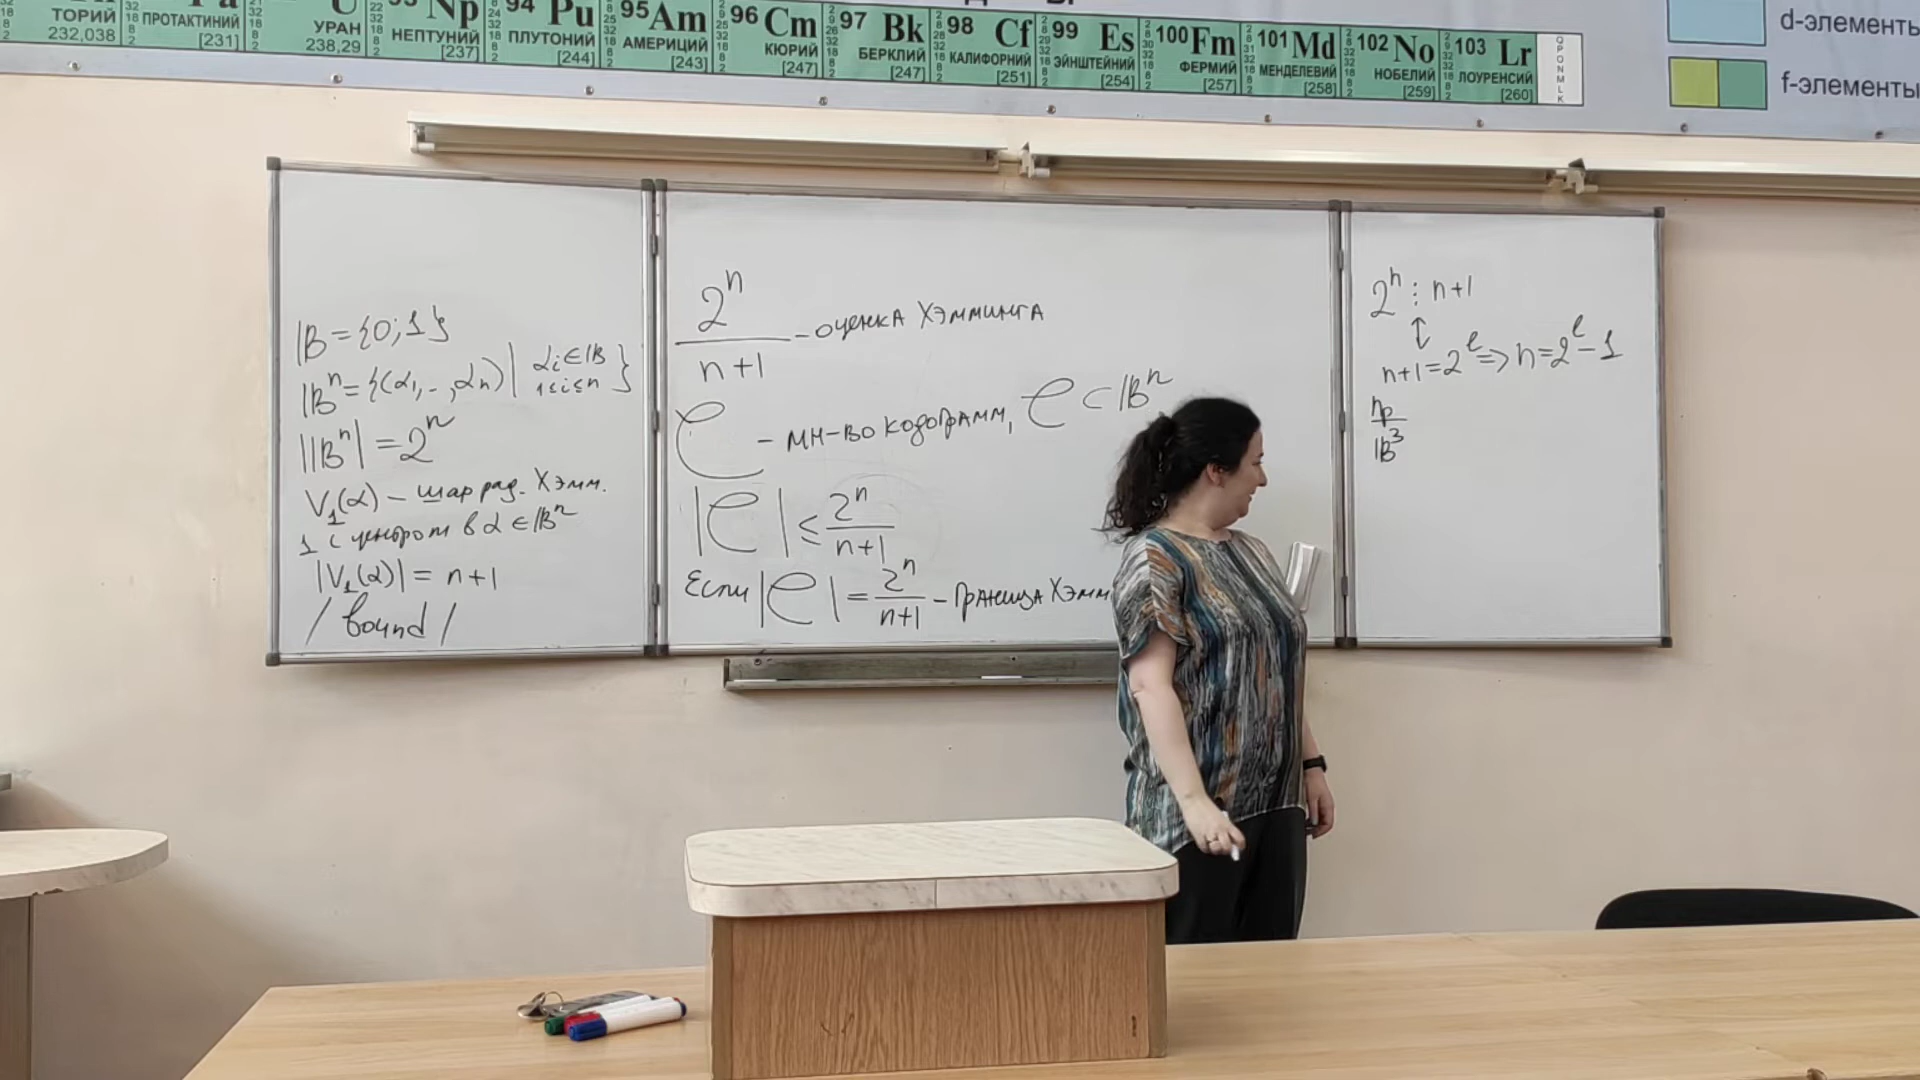 ТОРИЙ
232,038
ПРОТАКТИНИЙ
[231]
U
УРАН
238,29
93 Np
НЕПТУНИЙ
[237]
94 Pu
ПЛУТОНИЙ
[244]
95 Am
АМЕРИЦИЙ
[243]
96 Cm
КЮРИЙ
[247]
97 Bk
БЕРКЛИЙ
[247]
98 Cf
КАЛИФОРНИЙ
[251]
99 Es
ЭЙНШТЕЙНИЙ
[254]
100 Fm
ФЕРМИЙ
[257]
101 Md
МЕНДЕЛЕВИЙ
[258]
102 No
НОБЕЛИЙ
[259]
103 Lr
ЛОУРЕНСИЙ
[260]
Q P O N M L K
d-элементы
f-элементы
𝔹 = {0; 1}
𝔹ⁿ = {(α₁, .., αₙ) | αᵢ ∈ 𝔹 1≤i≤n }
|𝔹ⁿ| = 2ⁿ
V₁(α) – шар рад. Хэмм.
1 с центром в α ∈ 𝔹ⁿ
|V₁(α)| = n+1
/ bound /
2ⁿ / n+1 – оценка Хэмминга
C – мн-во кодограмм, C ⊂ 𝔹ⁿ
|C| ≤ 2ⁿ / n+1
Если |C| = 2ⁿ / n+1 – граница Хэмм
2ⁿ ⋮ n+1
↕
n+1 = 2ˡ => n = 2ˡ – 1
Пр
𝔹³